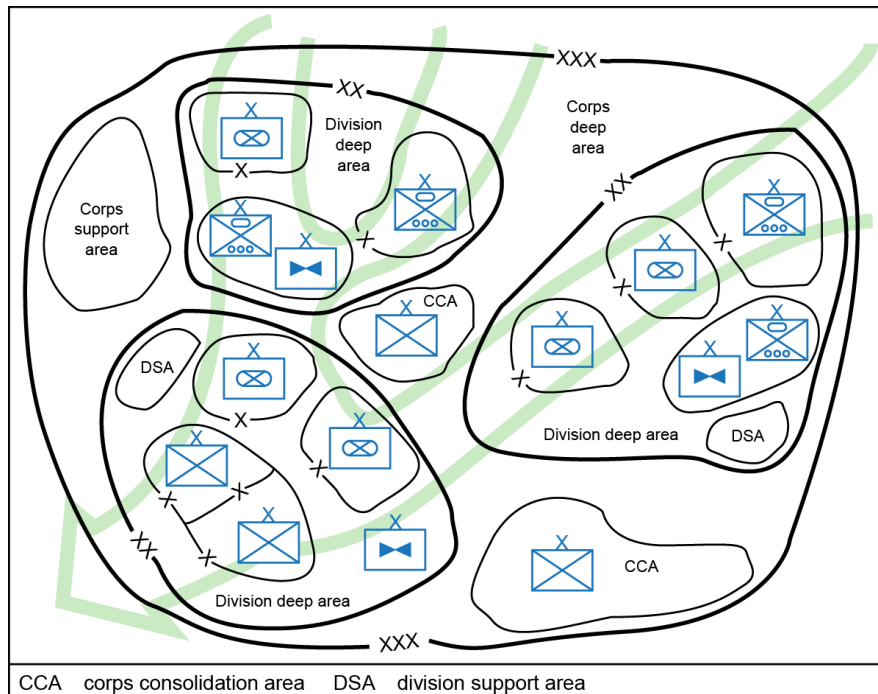 XXX
XX
X
Division
deep
area
X
X
X
X
X
Corps
deep
area
XX
X
X
X
X
Corps
support
area
CCA
X
X
X
X
X
X
Division deep area
DSA
DSA
X
X
X
X
X
X
X
X
X
X
X
XX
Division deep area
X
CCA
XXX
CCA corps consolidation area DSA division support area